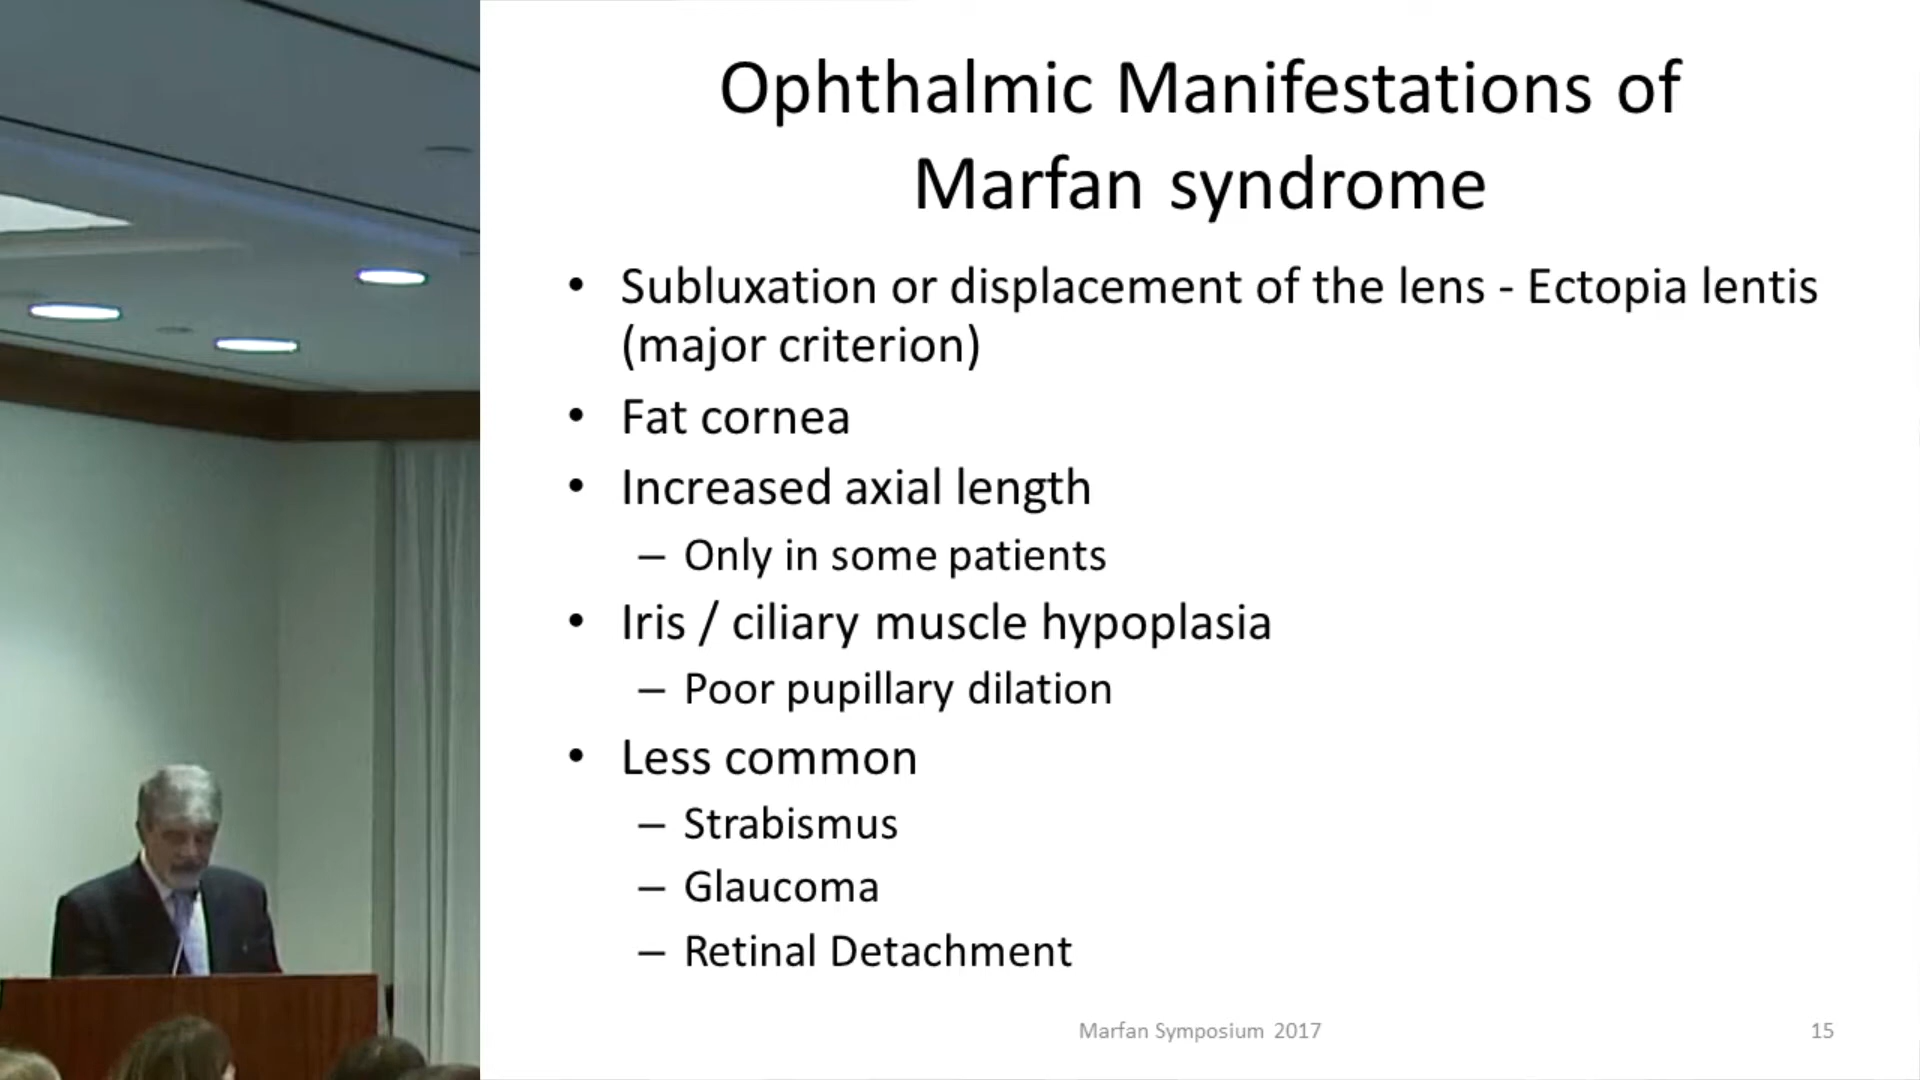 Ophthalmic Manifestations of
Marfan syndrome
• Subluxation or displacement of the lens - Ectopia lentis
(major criterion)
• Fat cornea
• Increased axial length
– Only in some patients
• Iris / ciliary muscle hypoplasia
– Poor pupillary dilation
• Less common
– Strabismus
– Glaucoma
– Retinal Detachment
Marfan Symposium 2017
15